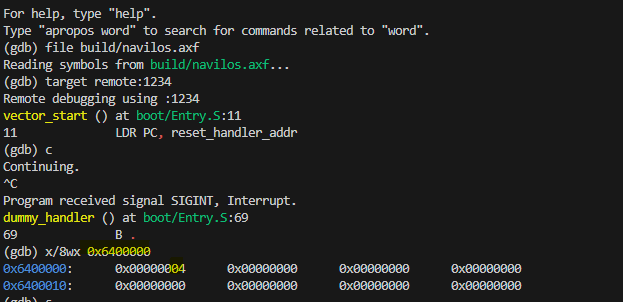 For help, type "help".
Type "apropos word" to search for commands related to "word".
(gdb) file build/navilos.axf
Reading symbols from build/navilos.axf...
(gdb) target remote:1234
Remote debugging using :1234
vector_start () at boot/Entry.S:11
11 LDR PC, reset_handler_addr
(gdb) c
Continuing.
^C
Program received signal SIGINT, Interrupt.
dummy_handler () at boot/Entry.S:69
69 B .
(gdb) x/8wx 0x6400000
0x6400000: 0x00000004 0x00000000 0x00000000 0x00000000
0x6400010: 0x00000000 0x00000000 0x00000000 0x00000000
(gdb)